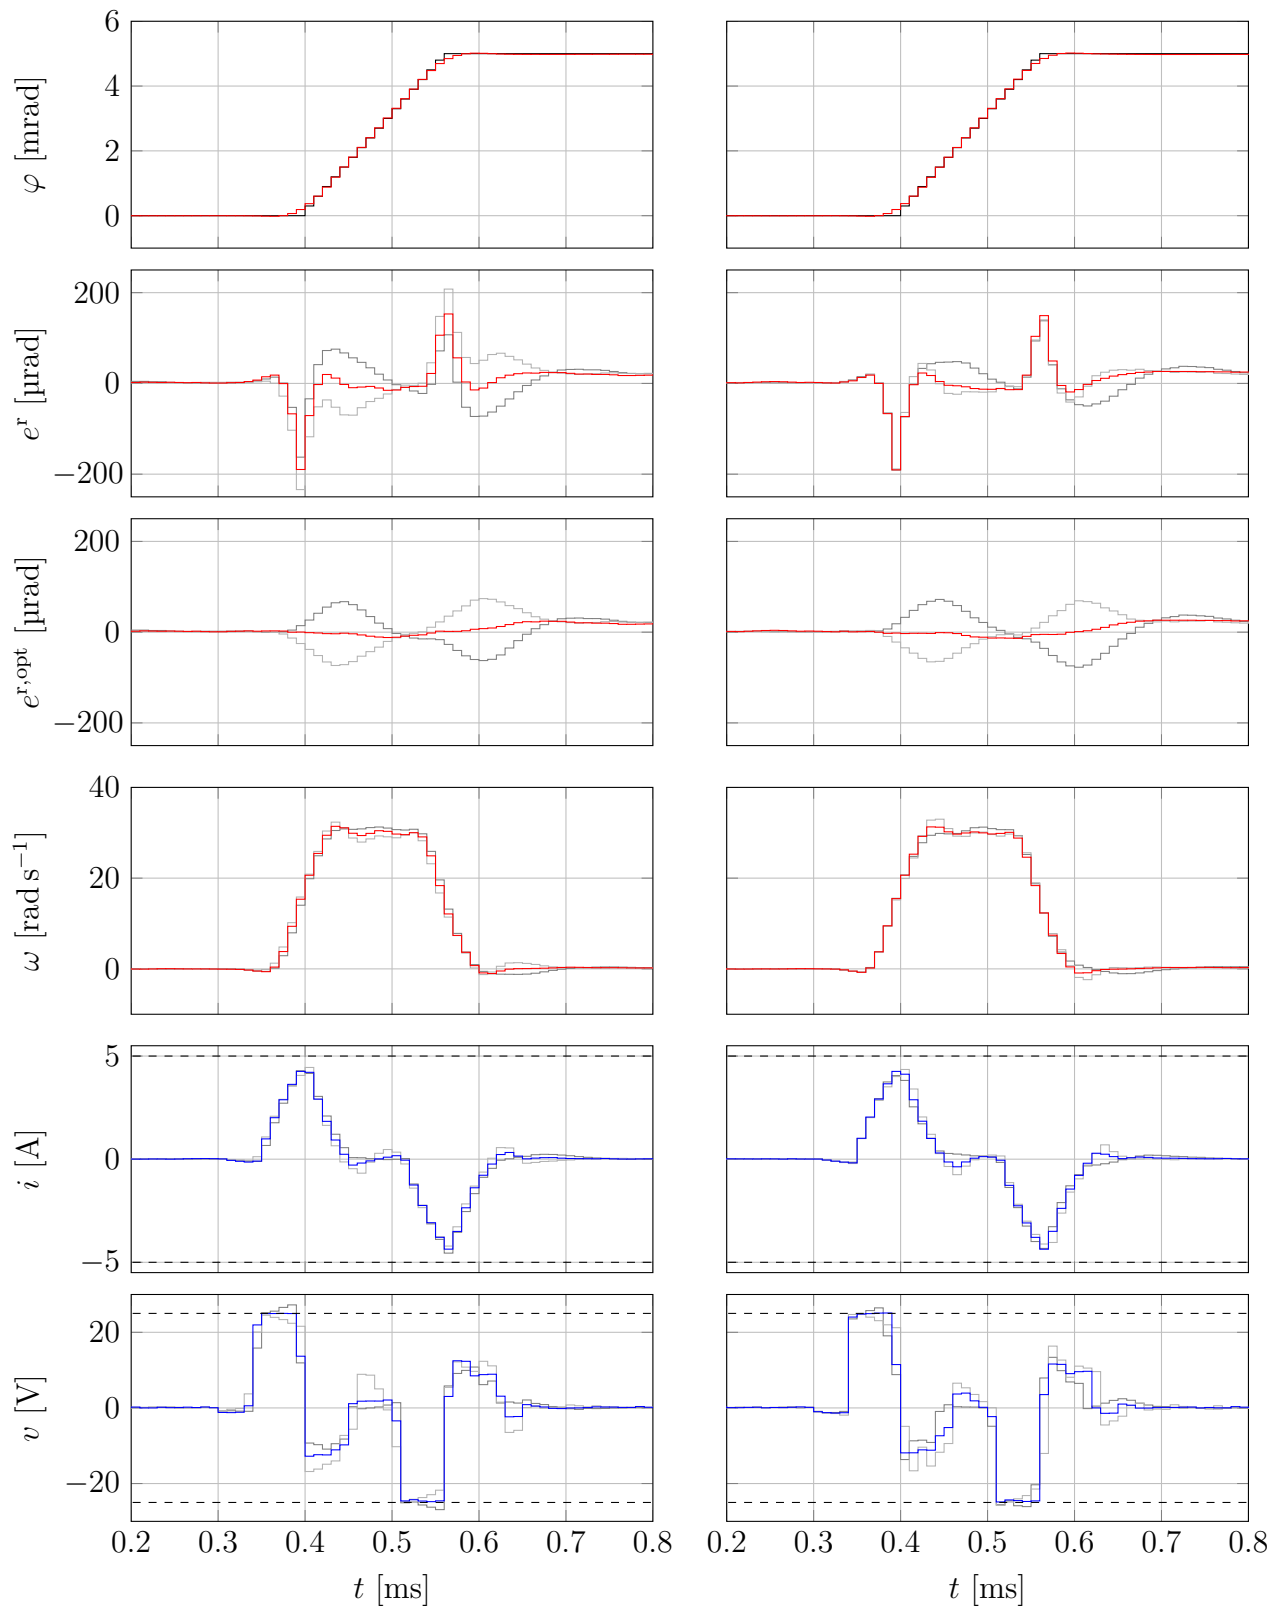 6
4
2
0
φ [mrad]
200
0
−200
e^r [µrad]
200
0
−200
e^r,opt [µrad]
40
20
0
ω [rad s^−1]
5
0
−5
i [A]
20
0
−20
v [V]
0.2 0.3 0.4 0.5 0.6 0.7 0.8 0.2 0.3 0.4 0.5 0.6 0.7 0.8
t [ms] t [ms]